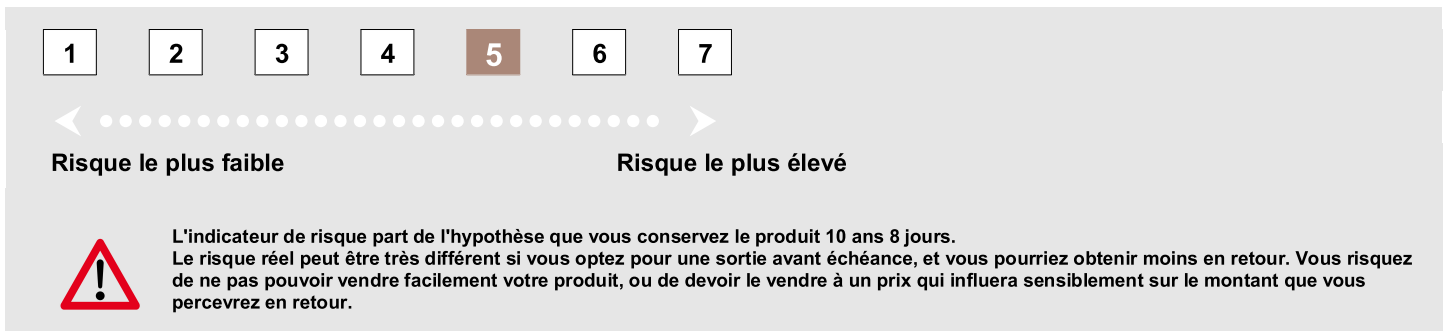 1 2 3 4 5 6 7
Risque le plus faible Risque le plus élevé
L'indicateur de risque part de l'hypothèse que vous conservez le produit 10 ans 8 jours.
Le risque réel peut être très différent si vous optez pour une sortie avant échéance, et vous pourriez obtenir moins en retour. Vous risquez
de ne pas pouvoir vendre facilement votre produit, ou de devoir le vendre à un prix qui influera sensiblement sur le montant que vous
percevrez en retour.